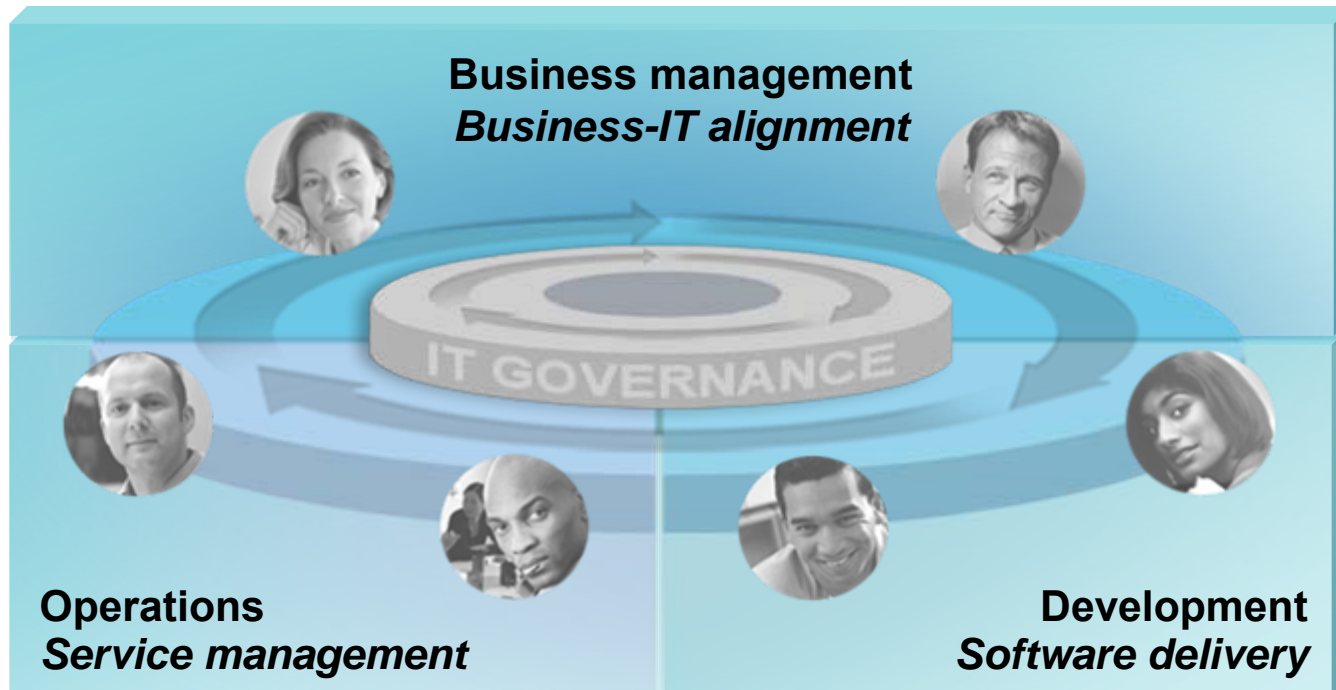 Business management
Business-IT alignment
IT GOVERNANCE
Operations
Service management
Development
Software delivery